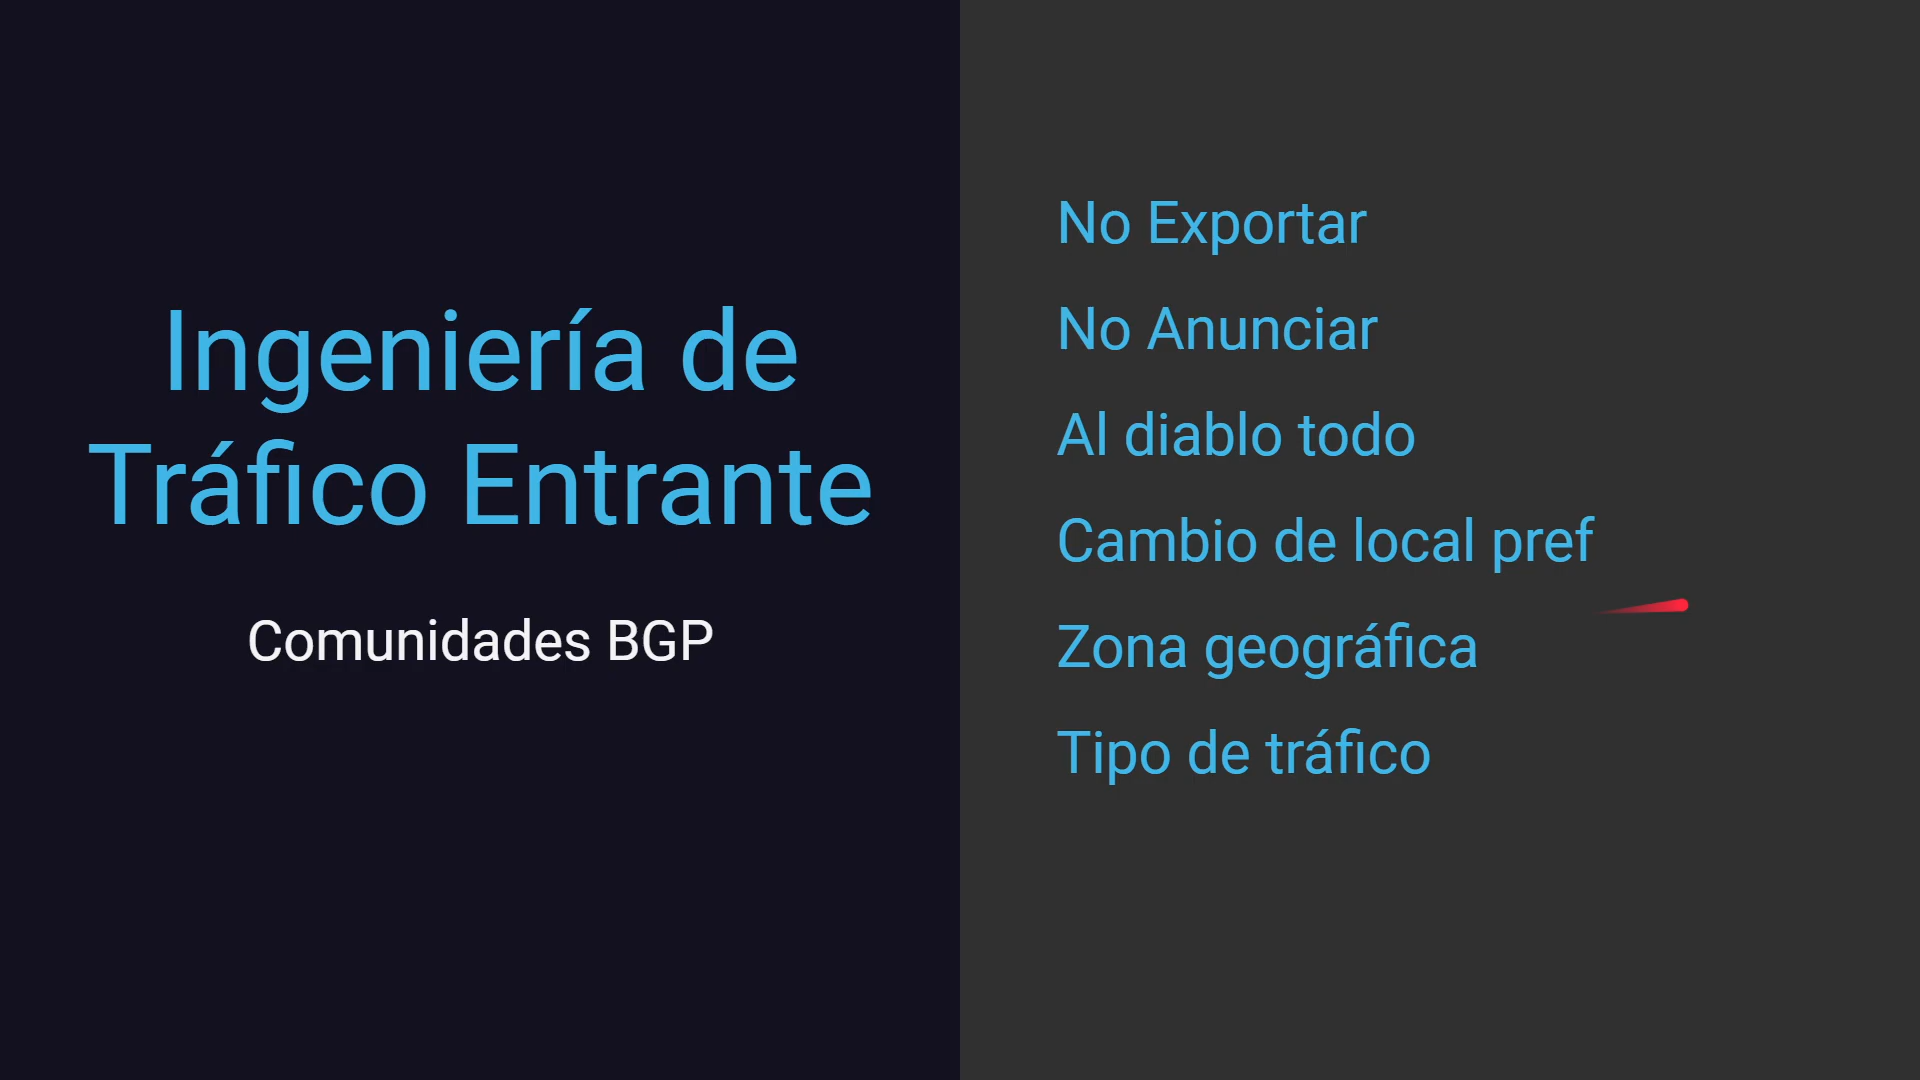 Ingeniería de
Tráfico Entrante
Comunidades BGP
No Exportar
No Anunciar
Al diablo todo
Cambio de local pref
Zona geográfica
Tipo de tráfico